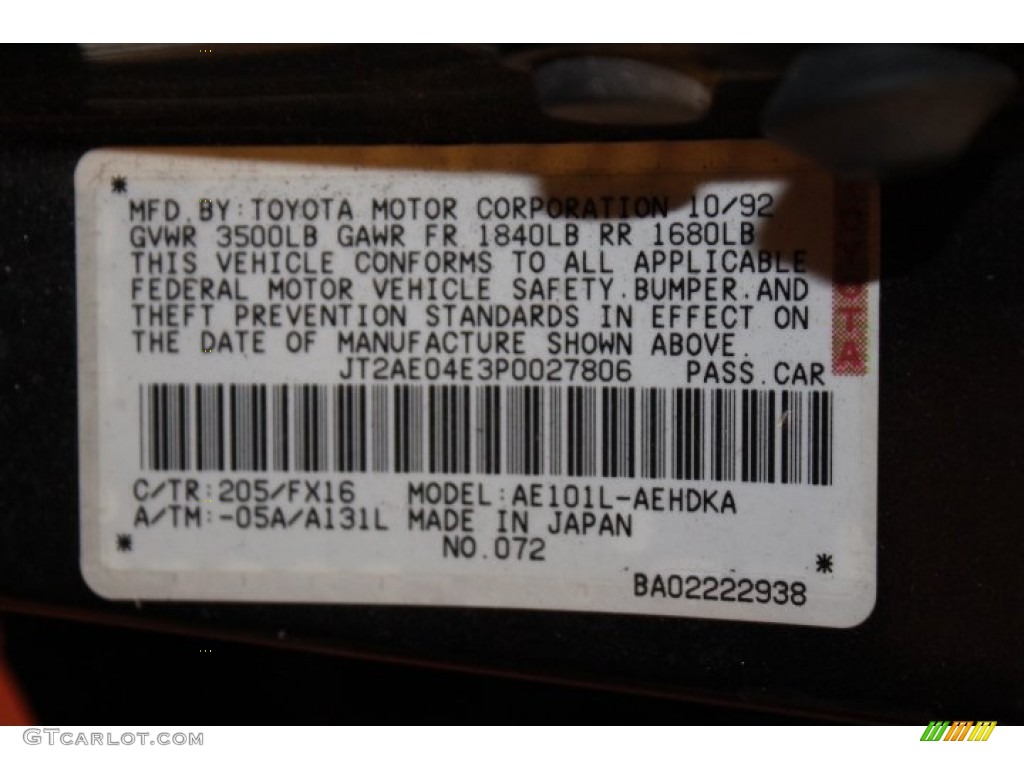 MFD.BY:TOYOTA MOTOR CORPORATION 10/92
GVWR 3500LB GAWR FR 1840LB RR 1680LB
THIS VEHICLE CONFORMS TO ALL APPLICABLE
FEDERAL MOTOR VEHICLE SAFETY.BUMPER.AND
THEFT PREVENTION STANDARDS IN EFFECT ON
THE DATE OF MANUFACTURE SHOWN ABOVE.
JT2AE04E3P0027806 PASS.CAR
TOYOTA
C/TR:205/FX16 MODEL:AE101L-AEHDKA
A/TM:-05A/A131L MADE IN JAPAN
NO.072
BA02222938
GTCARLOT.COM